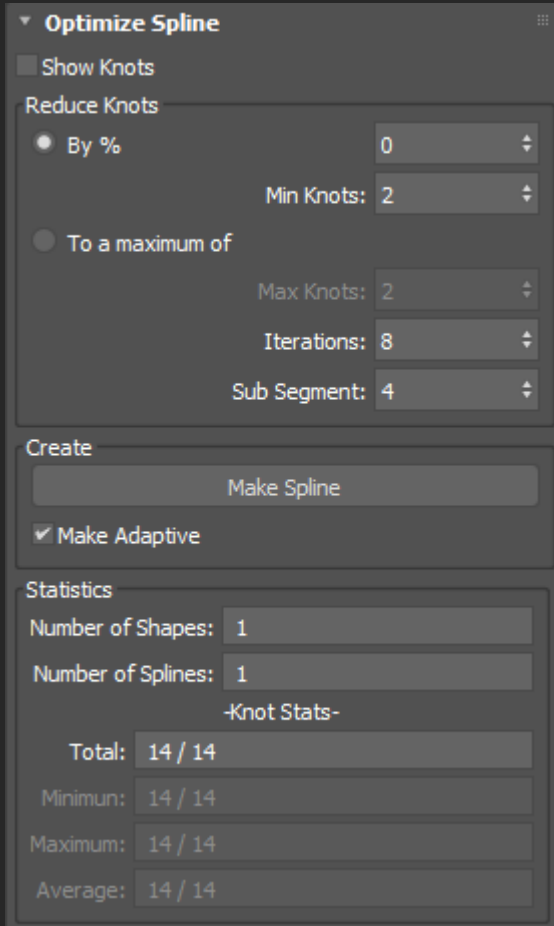 Optimize Spline
Show Knots
Reduce Knots
By % 0
Min Knots: 2
To a maximum of
Max Knots: 2
Iterations: 8
Sub Segment: 4
Create
Make Spline
Make Adaptive
Statistics
Number of Shapes: 1
Number of Splines: 1
-Knot Stats-
Total: 14 / 14
Minimun: 14 / 14
Maximum: 14 / 14
Average: 14 / 14